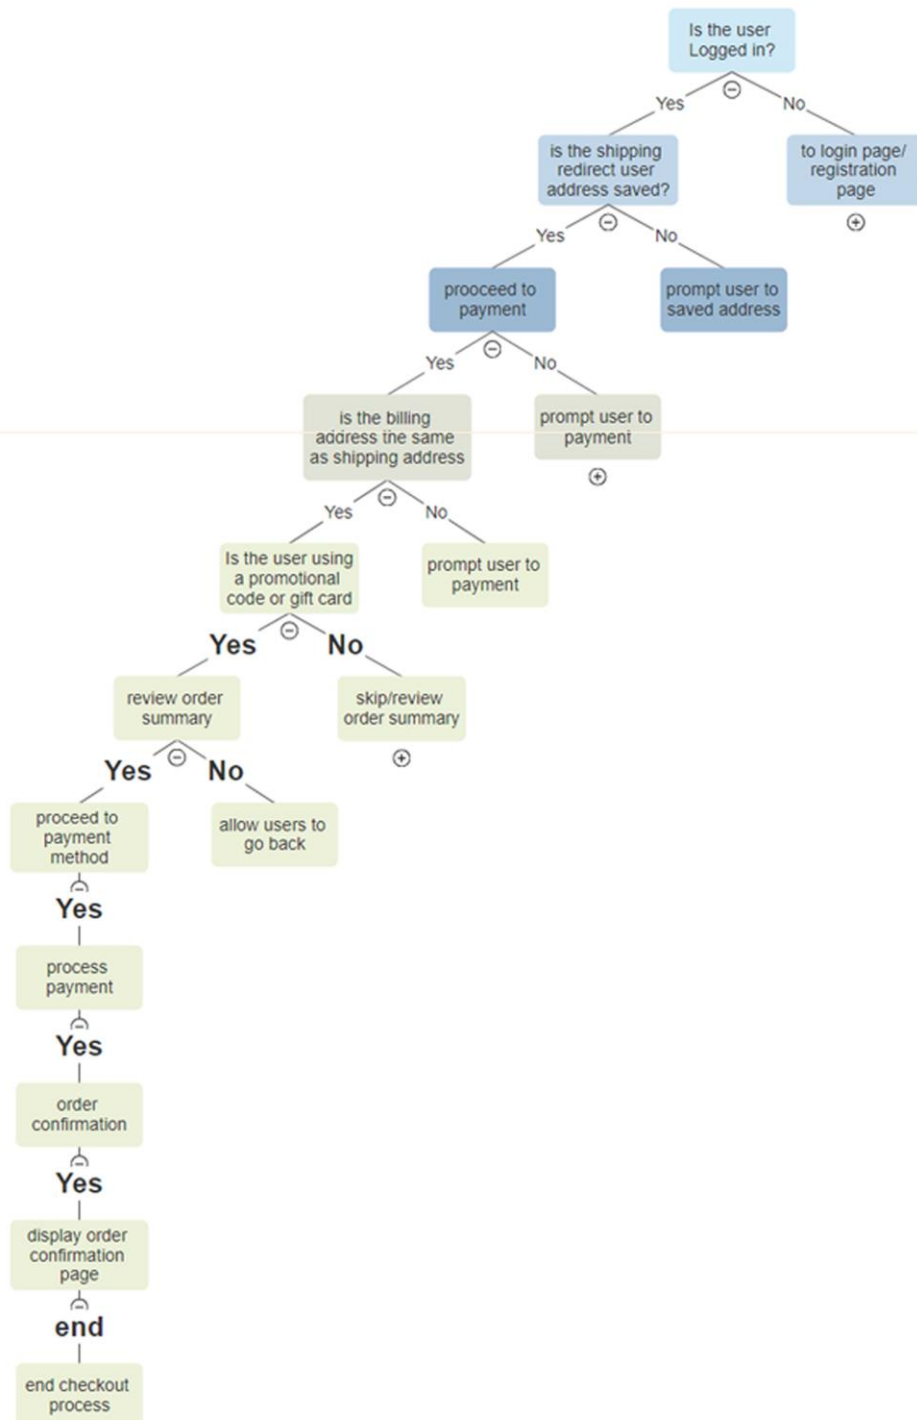 Is the user
Logged in?
Yes
No
is the shipping
redirect user
address saved?
to login page/
registration
page
Yes
No
prooceed to
payment
prompt user to
saved address
Yes
No
is the billing
address the same
as shipping address
prompt user to
payment
Yes
No
Is the user using
a promotional
code or gift card
prompt user to
payment
Yes
No
review order
summary
skip/review
order summary
Yes
No
proceed to
payment
method
allow users to
go back
Yes
process
payment
Yes
order
confirmation
Yes
display order
confirmation
page
end
end checkout
process